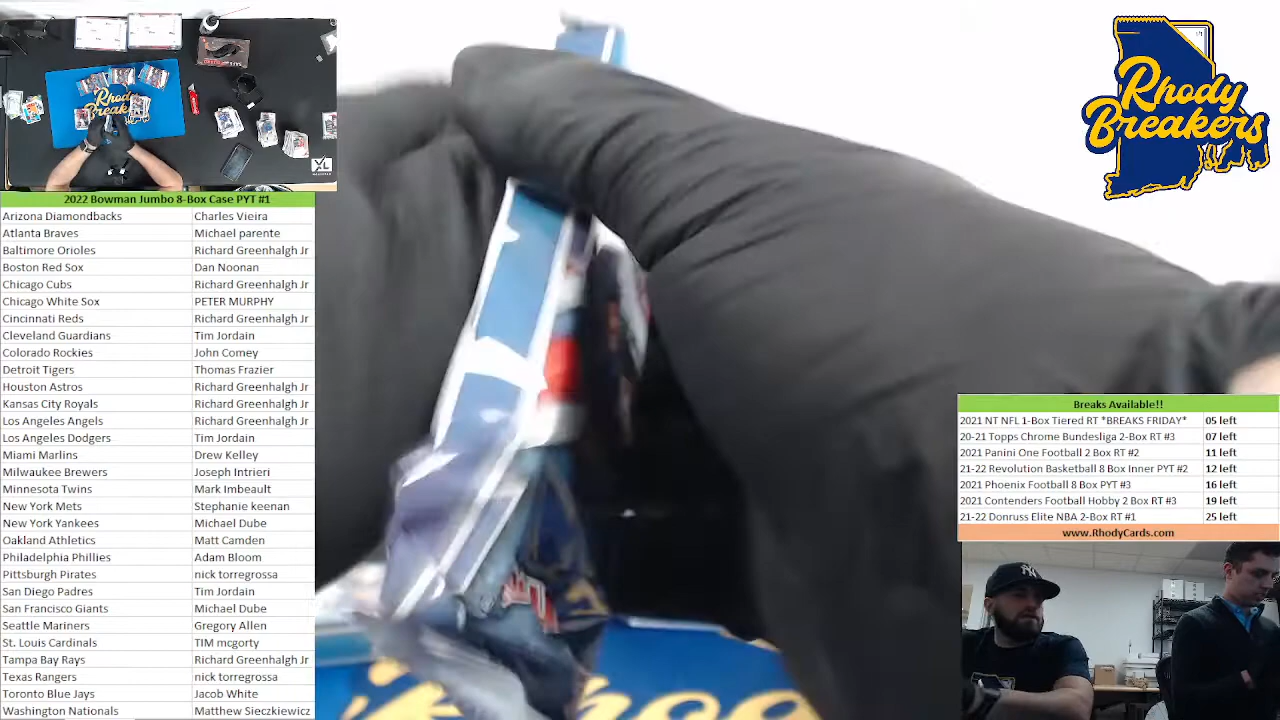 2022 Bowman Jumbo 8-Box Case PYT #1
Arizona Diamondbacks Charles Vieira
Atlanta Braves Michael parente
Baltimore Orioles Richard Greenhalgh Jr
Boston Red Sox Dan Noonan
Chicago Cubs Richard Greenhalgh Jr
Chicago White Sox PETER MURPHY
Cincinnati Reds Richard Greenhalgh Jr
Cleveland Guardians Tim Jordain
Colorado Rockies John Comey
Detroit Tigers Thomas Frazier
Houston Astros Richard Greenhalgh Jr
Kansas City Royals Richard Greenhalgh Jr
Los Angeles Angels Richard Greenhalgh Jr
Los Angeles Dodgers Tim Jordain
Miami Marlins Drew Kelley
Milwaukee Brewers Joseph Intrieri
Minnesota Twins Mark Imbeault
New York Mets Stephanie keenan
New York Yankees Michael Dube
Oakland Athletics Matt Camden
Philadelphia Phillies Adam Bloom
Pittsburgh Pirates nick torregrossa
San Diego Padres Tim Jordain
San Francisco Giants Michael Dube
Seattle Mariners Gregory Allen
St. Louis Cardinals TIM mcgorty
Tampa Bay Rays Richard Greenhalgh Jr
Texas Rangers nick torregrossa
Toronto Blue Jays Jacob White
Washington Nationals Matthew Sieczkiewicz
Rhody
Breakers
Breaks Available!!
2021 NT NFL 1-Box Tiered RT *BREAKS FRIDAY* 05 left
20-21 Topps Chrome Bundesliga 2-Box RT #3 07 left
2021 Panini One Football 2 Box RT #2 11 left
21-22 Revolution Basketball 8 Box Inner PYT #2 12 left
2021 Phoenix Football 8 Box PYT #3 16 left
2021 Contenders Football Hobby 2 Box RT #3 19 left
21-22 Donruss Elite NBA 2-Box RT #1 25 left
www.RhodyCards.com